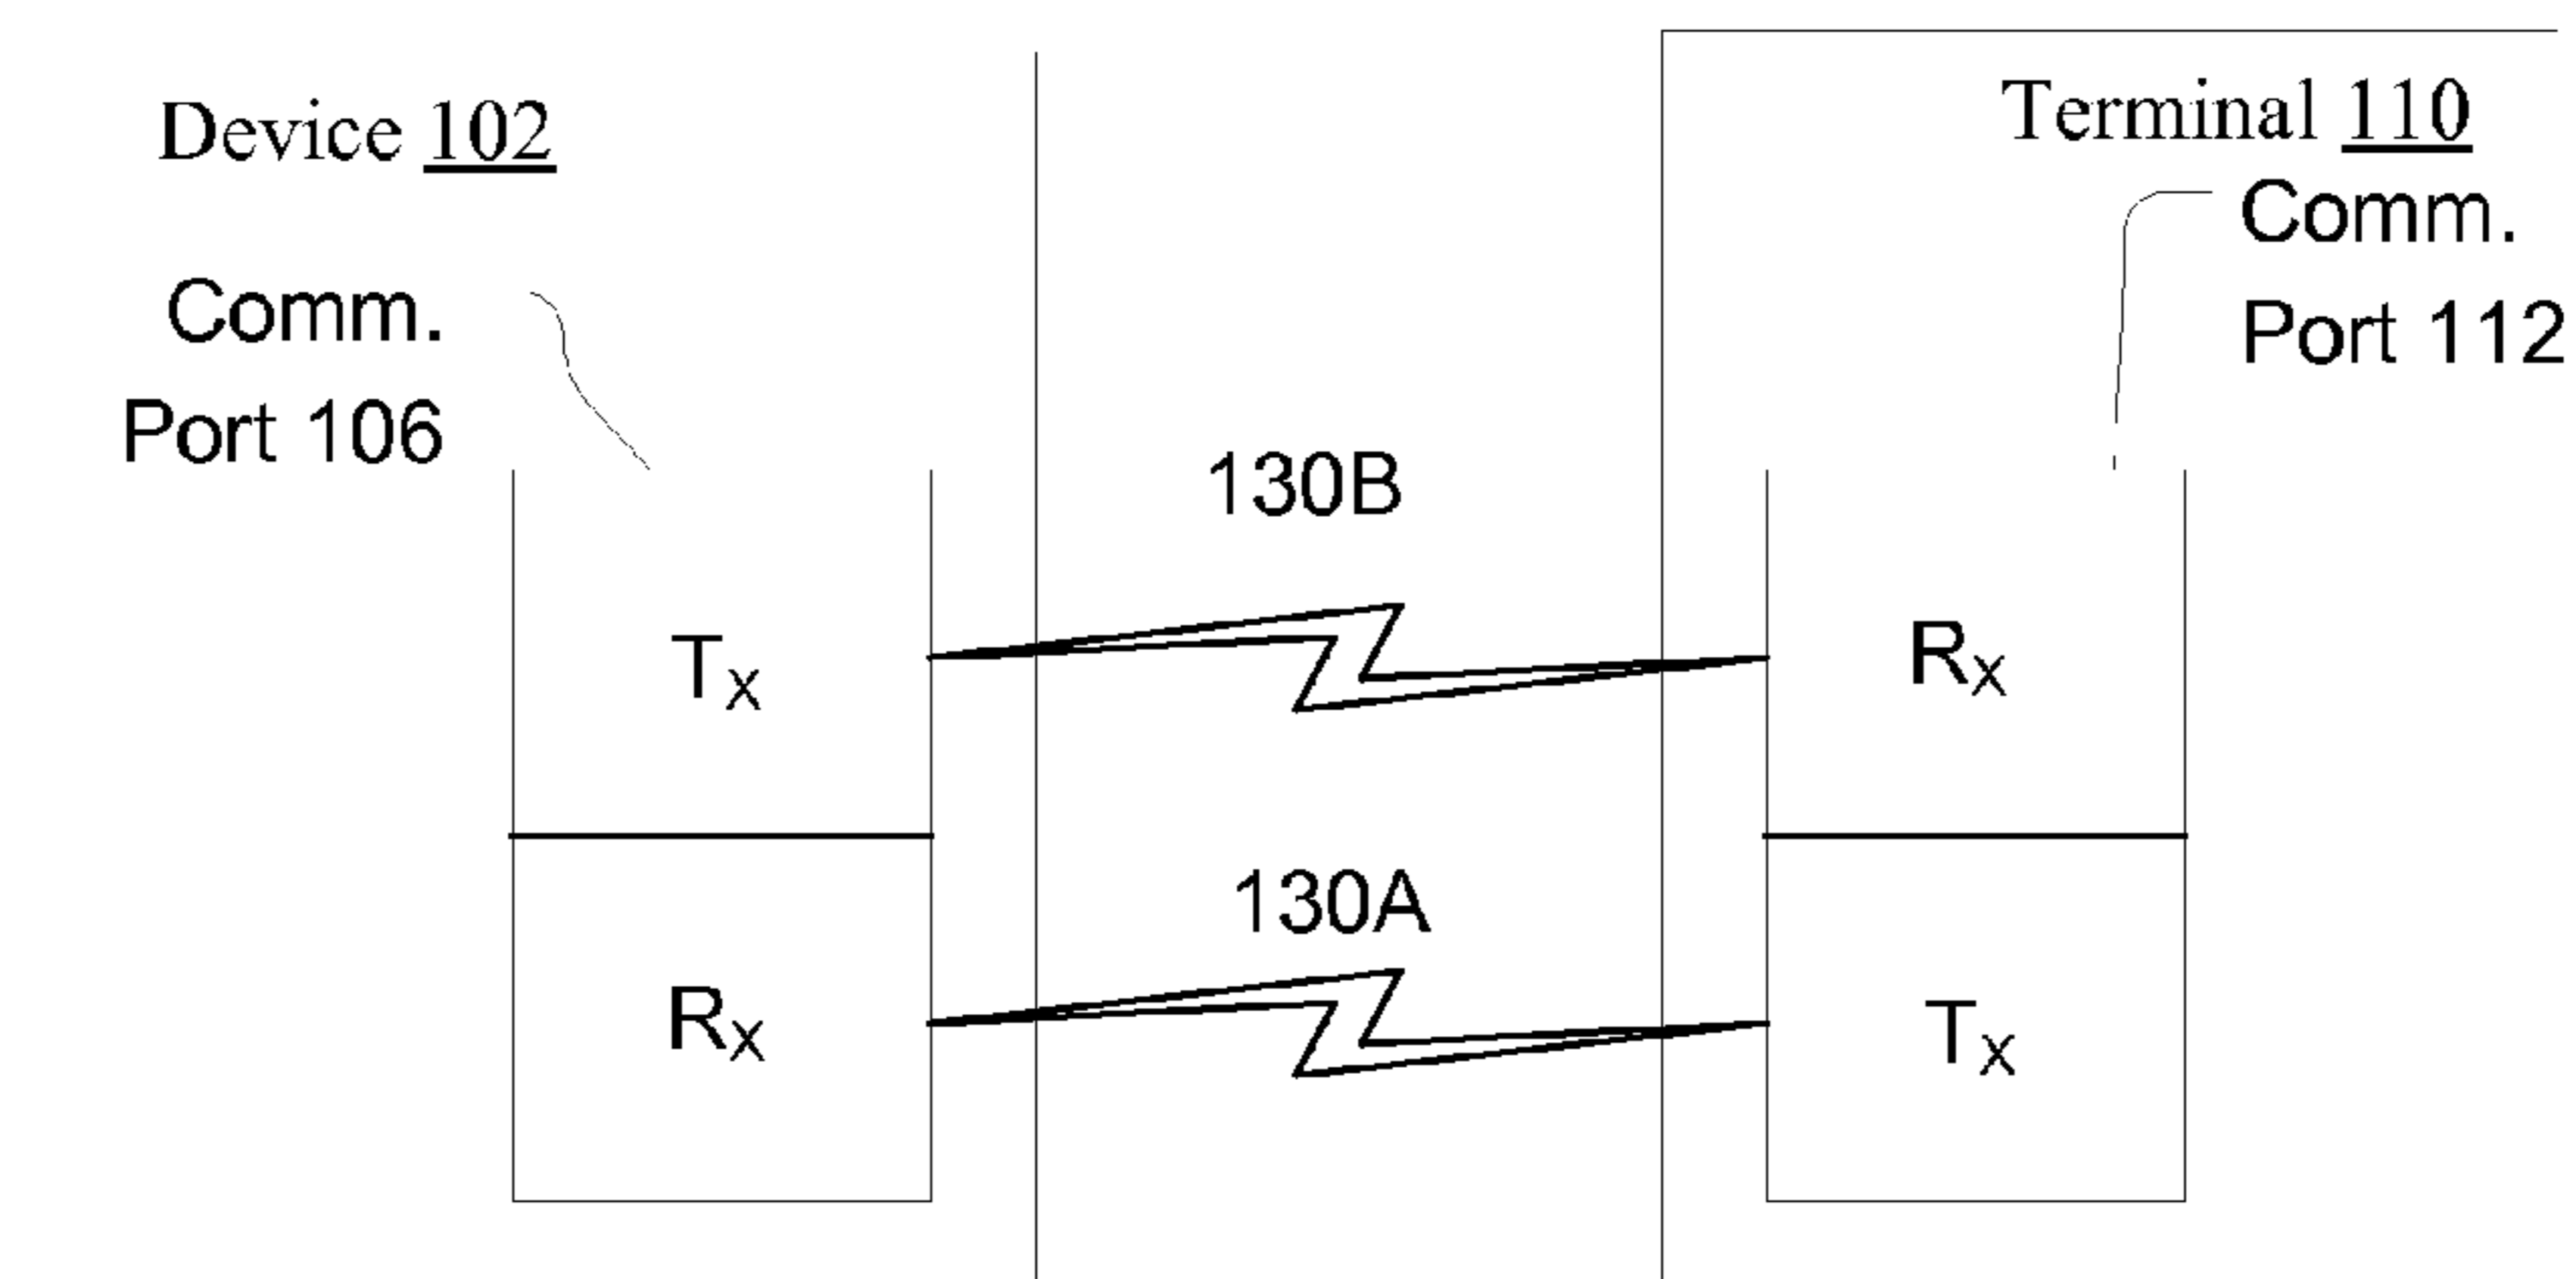 Device 102
Terminal 110
Comm.
Port 106
Comm.
Port 112
130B
TX
RX
130A
RX
TX